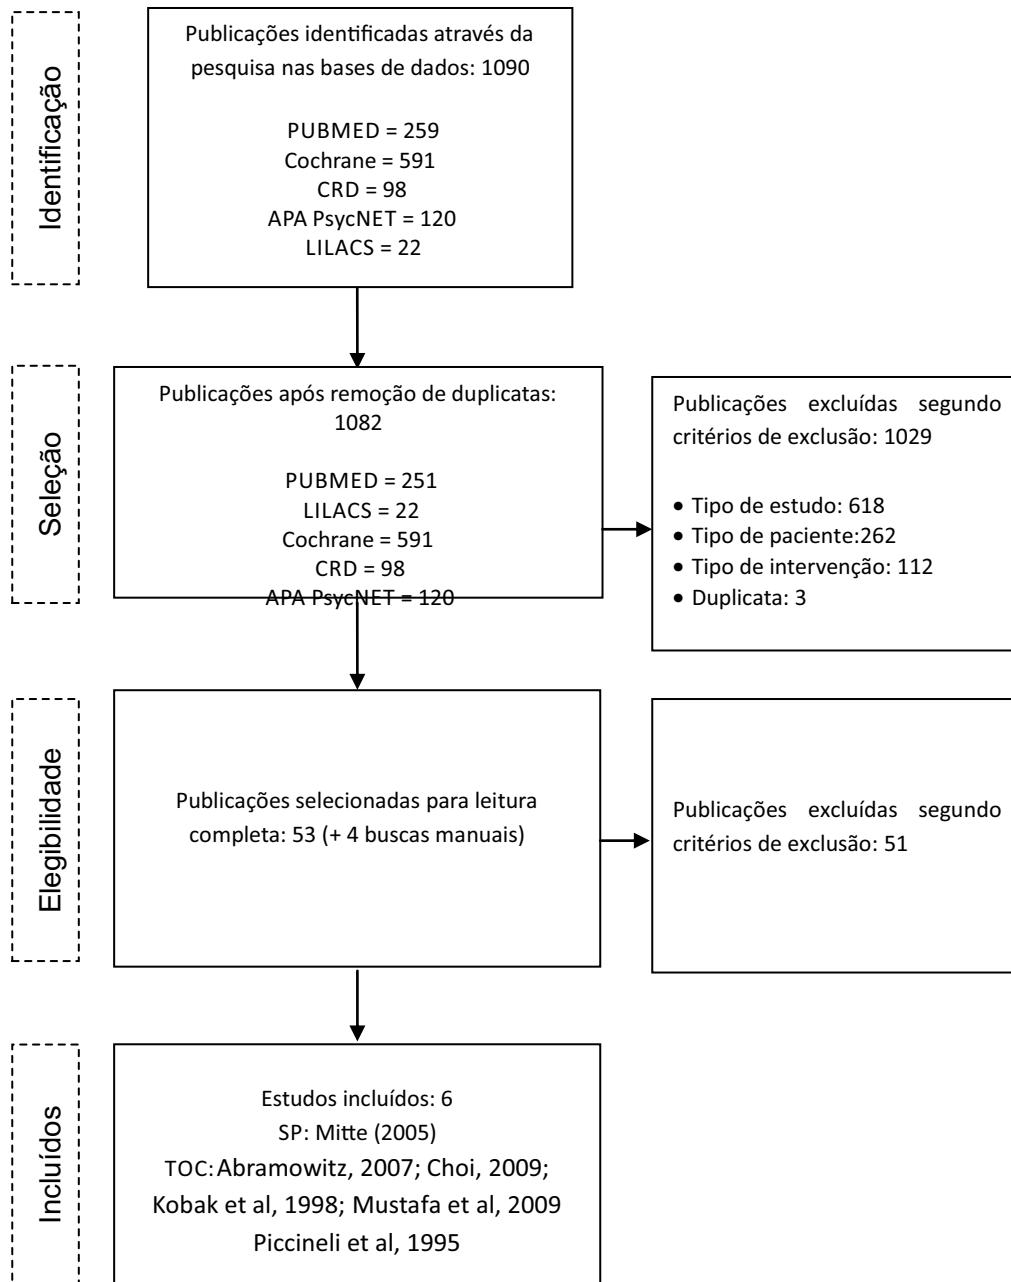 Identificação
Publicações identificadas através da
pesquisa nas bases de dados: 1090
PUBMED = 259
Cochrane = 591
CRD = 98
APA PsycNET = 120
LILACS = 22
Seleção
Publicações após remoção de duplicatas:
1082
PUBMED = 251
LILACS = 22
Cochrane = 591
CRD = 98
APA PsycNET = 120
Publicações excluídas segundo
critérios de exclusão: 1029
• Tipo de estudo: 618
• Tipo de paciente:262
• Tipo de intervenção: 112
• Duplicata: 3
Elegibilidade
Publicações selecionadas para leitura
completa: 53 (+ 4 buscas manuais)
Publicações excluídas segundo
critérios de exclusão: 51
Incluídos
Estudos incluídos: 6
SP: Mitte (2005)
TOC: Abramowitz, 2007; Choi, 2009;
Kobak et al, 1998; Mustafa et al, 2009
Piccineli et al, 1995